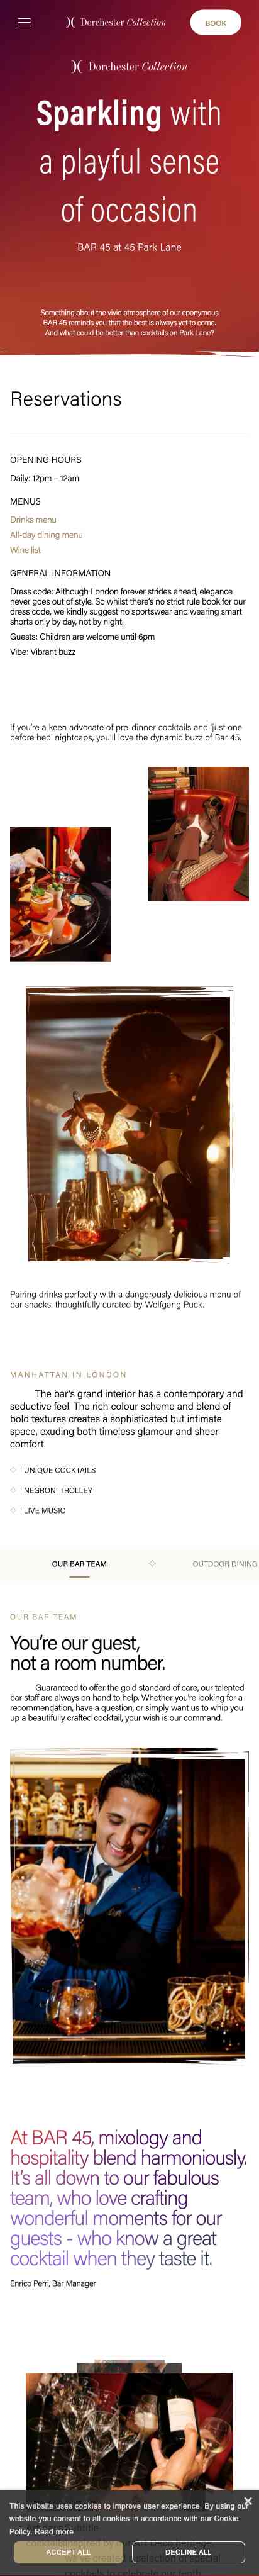 Dorchester Collection
BOOK
Dorchester Collection
Sparkling with
a playful sense
of occasion
BAR 45 at 45 Park Lane
Something about the vivid atmosphere of our eponymous
BAR 45 reminds you that the best is always yet to come.
And what could be better than cocktails on Park Lane?
Reservations
OPENING HOURS
Daily: 12pm – 12am
MENUS
Drinks menu
All-day dining menu
Wine list
GENERAL INFORMATION
Dress code: Although London forever strides ahead, elegance
never goes out of style. So whilst there's no strict rule book for our
dress code, we kindly suggest no sportswear and wearing smart
shorts only by day, not by night.
Guests: Children are welcome until 6pm
Vibe: Vibrant buzz
If you're a keen advocate of pre-dinner cocktails and 'just one
before bed' nightcaps, you'll love the dynamic buzz of Bar 45.
Pairing drinks perfectly with a dangerously delicious menu of
bar snacks, thoughtfully curated by Wolfgang Puck.
MANHATTAN IN LONDON
The bar's grand interior has a contemporary and
seductive feel. The rich colour scheme and blend of
bold textures creates a sophisticated but intimate
space, exuding both timeless glamour and sheer
comfort.
UNIQUE COCKTAILS
NEGRONI TROLLEY
LIVE MUSIC
OUR BAR TEAM
OUTDOOR DINING
OUR BAR TEAM
You're our guest,
not a room number.
Guaranteed to offer the gold standard of care, our talented
bar staff are always on hand to help. Whether you're looking for a
recommendation, have a question, or simply want us to whip you
up a beautifully crafted cocktail, your wish is our command.
At BAR 45, mixology and
hospitality blend harmoniously.
It's all down to our fabulous
team, who love crafting
wonderful moments for our
guests - who know a great
cocktail when they taste it.
Enrico Perri, Bar Manager
This website uses cookies to improve user experience. By using our
website you consent to all cookies in accordance with our Cookie
Policy. Read more
ACCEPT ALL
DECLINE ALL